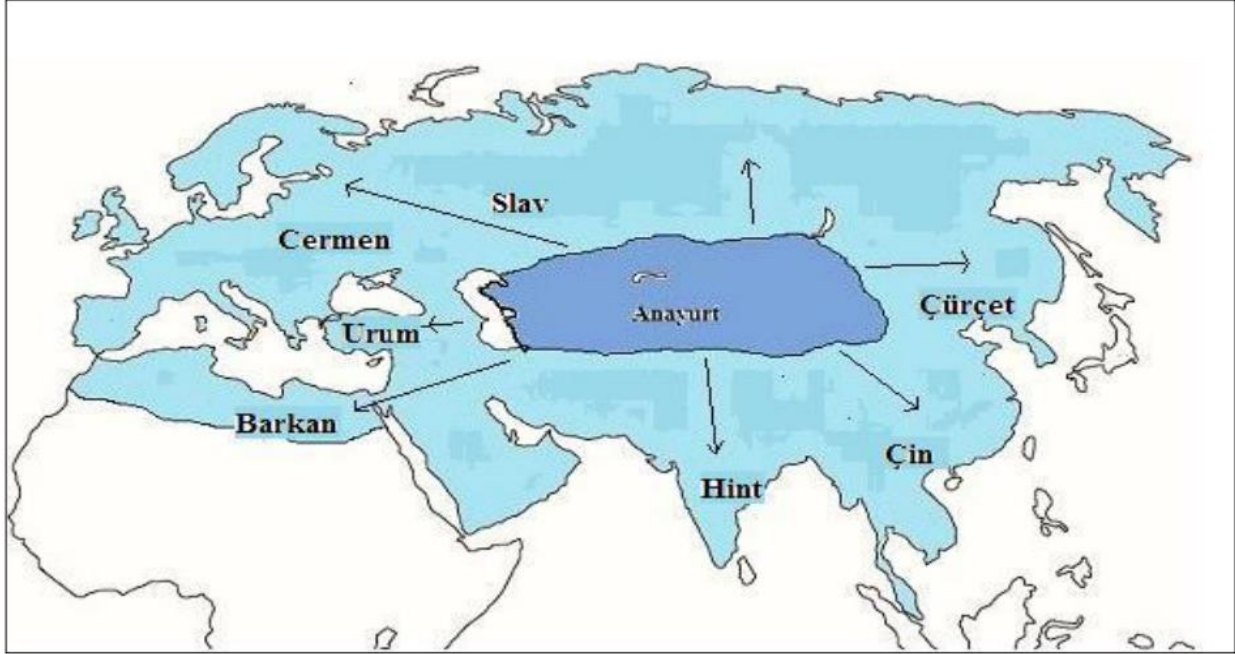 Slav
Cermen
Anayurt
Çürçet
Urum
Barkan
Çin
Hint